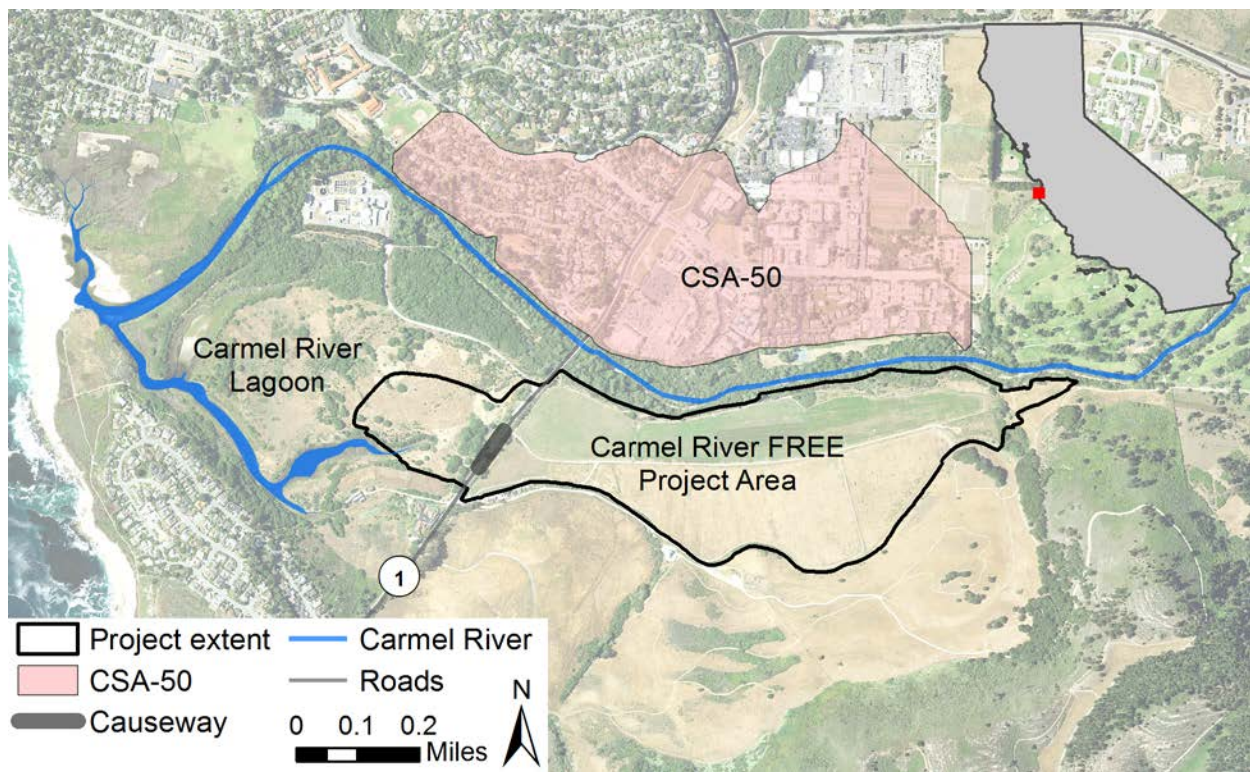 CSA-50
Carmel River
Lagoon
Carmel River FREE
Project Area
1
Project extent
Carmel River
CSA-50
Roads
Causeway
N
0 0.1 0.2
Miles